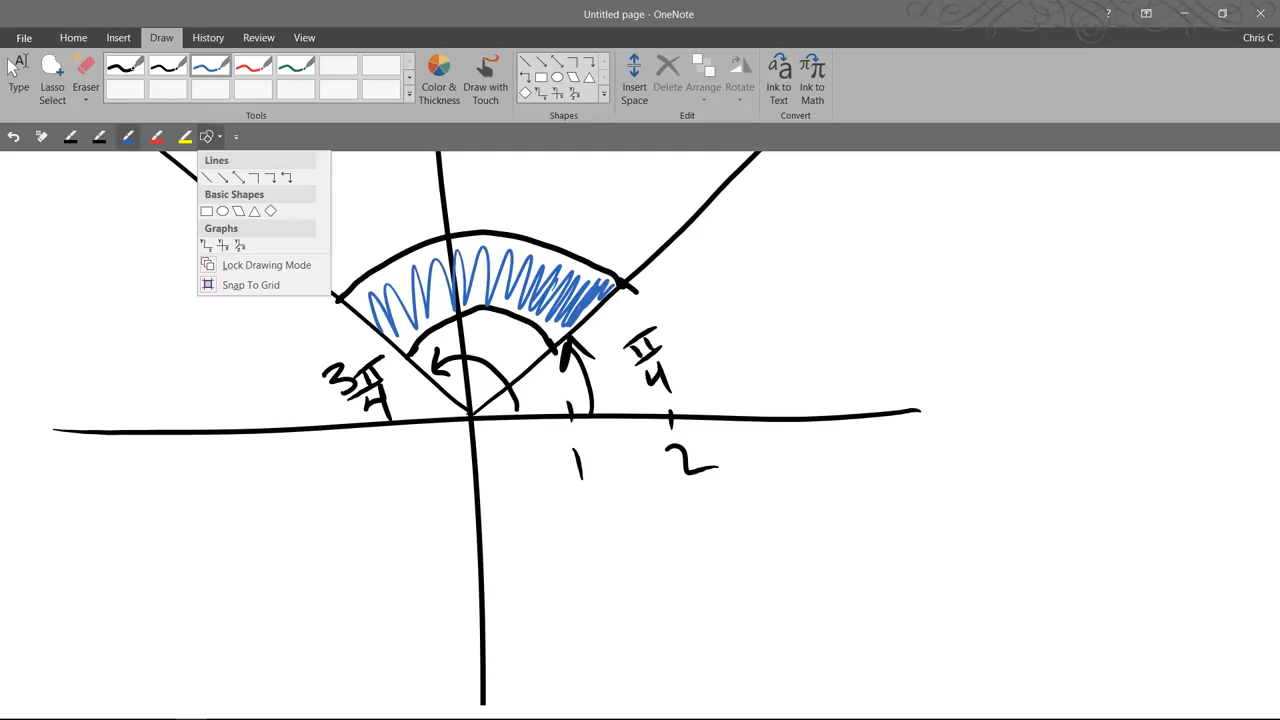 Untitled page - OneNote
?
File Home Insert Draw History Review View
Chris C
Type
Lasso Select
Eraser
Color & Thickness
Draw with Touch
Insert Space
Delete
Arrange
Rotate
Ink to Text
Ink to Math
Tools
Shapes
Edit
Convert
Lines
Basic Shapes
Graphs
Lock Drawing Mode
Snap To Grid
3π/4
π/4
1
2